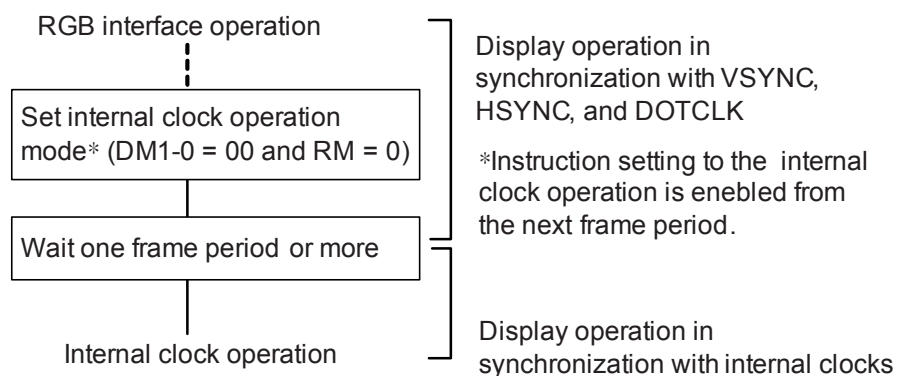 RGB interface operation
Set internal clock operation
mode* (DM1-0 = 00 and RM = 0)
Wait one frame period or more
Internal clock operation
Display operation in
synchronization with VSYNC,
HSYNC, and DOTCLK
*Instruction setting to the internal
clock operation is enebled from
the next frame period.
Display operation in
synchronization with internal clocks